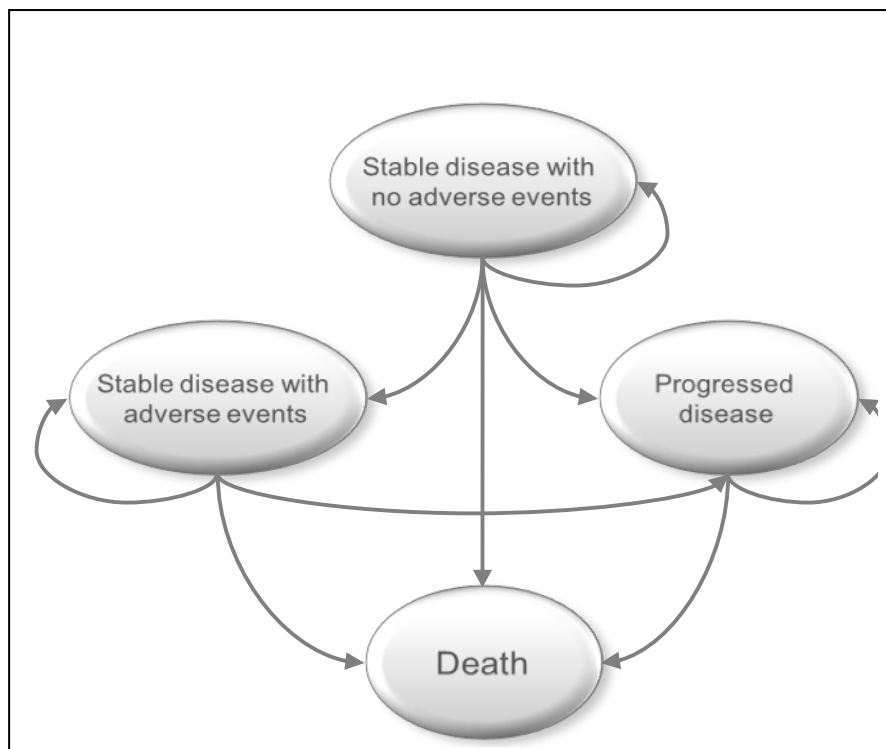 Stable disease with
no adverse events
Stable disease with
adverse events
Progressed
disease
Death